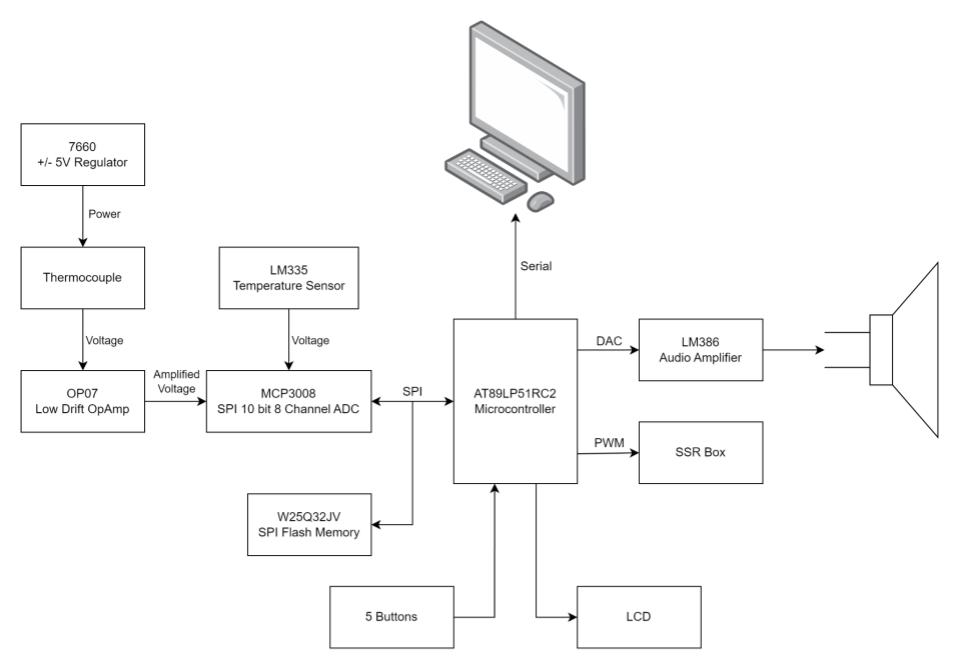 7660
+/- 5V Regulator
Power
Thermocouple
LM335
Temperature Sensor
Serial
Voltage
Voltage
DAC
LM386
Audio Amplifier
OP07
Low Drift OpAmp
Amplified
Voltage
MCP3008
SPI 10 bit 8 Channel ADC
SPI
AT89LP51RC2
Microcontroller
PWM
SSR Box
W25Q32JV
SPI Flash Memory
5 Buttons
LCD